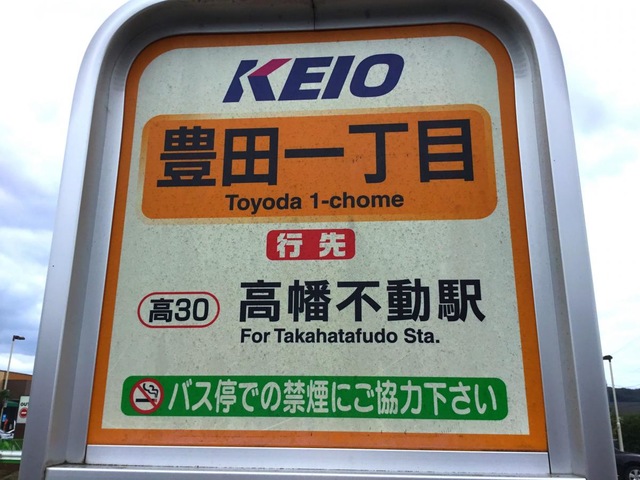 KEIO
豊田一丁目
Toyoda 1-chome
行先
高30
高幡不動駅
For Takahatafudo Sta.
バス停での禁煙にご協力下さい